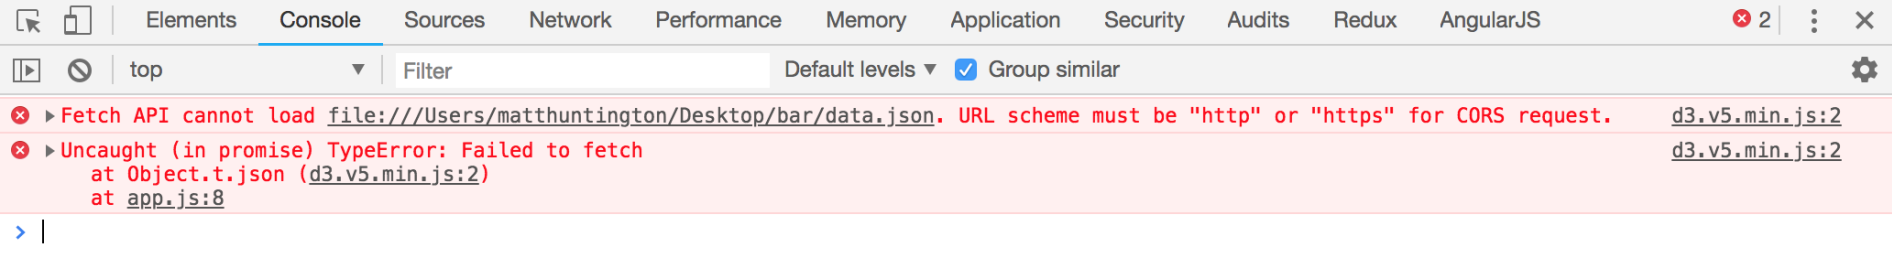 Elements Console Sources Network Performance Memory Application Security Audits Redux AngularJS 2
top Filter Default levels Group similar
Fetch API cannot load file:///Users/matthuntington/Desktop/bar/data.json. URL scheme must be "http" or "https" for CORS request. d3.v5.min.js:2
Uncaught (in promise) TypeError: Failed to fetch d3.v5.min.js:2
at Object.t.json (d3.v5.min.js:2)
at app.js:8